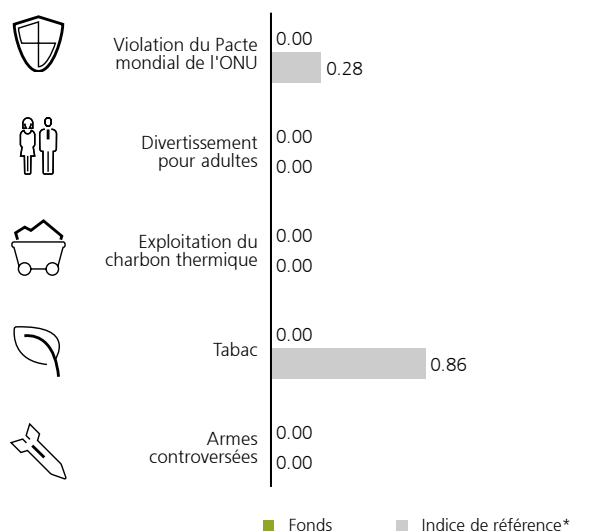 Violation du Pacte
mondial de l'ONU
0.00
0.28
Divertissement
pour adultes
0.00
0.00
Exploitation du
charbon thermique
0.00
0.00
Tabac
0.00
0.86
Armes
controversées
0.00
0.00
Fonds
Indice de référence*